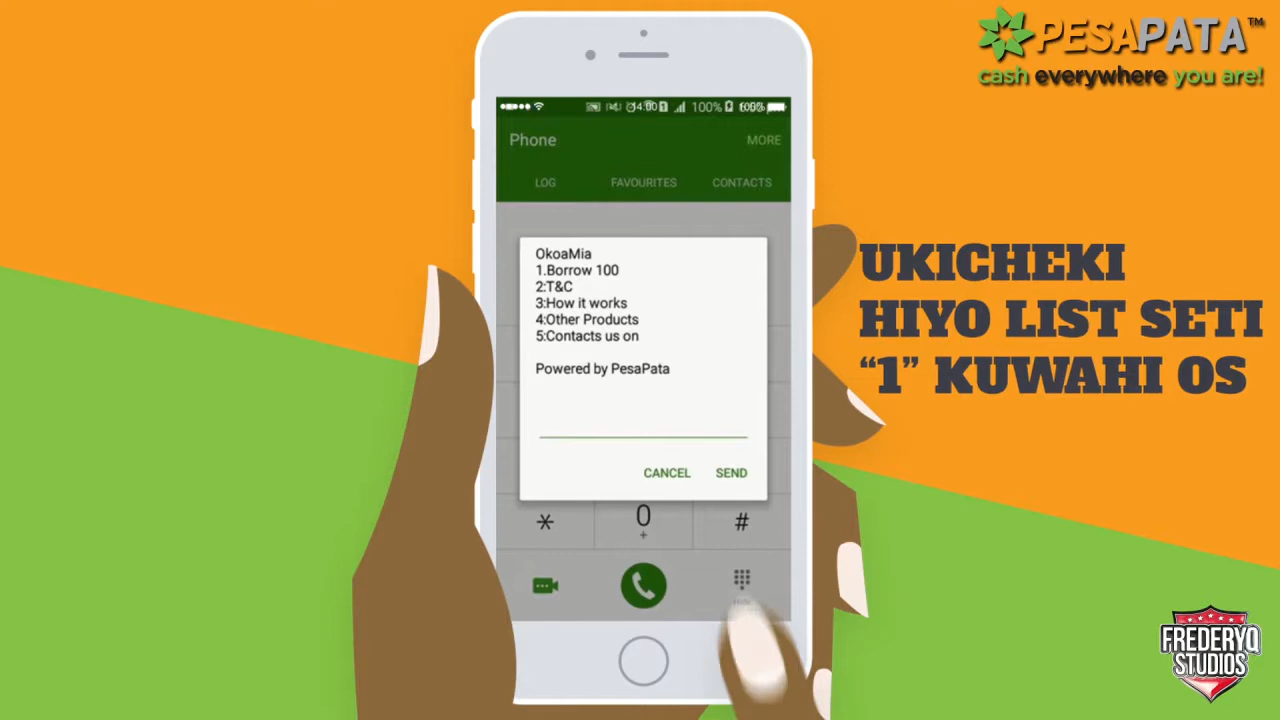 PESAPATA™
cash everywhere you are!
100%
Phone
MORE
LOG
FAVOURITES
CONTACTS
OkoaMia
1.Borrow 100
2:T&C
3:How it works
4:Other Products
5:Contacts us on
Powered by PesaPata
CANCEL
SEND
* 0 #
+
UKICHEKI
HIYO LIST SETI
“1” KUWAHI OS
FREDERYQ
STUDIOS